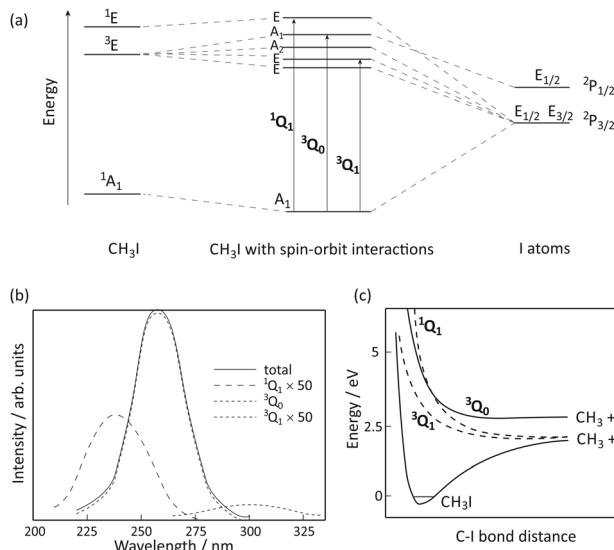 (a)
Energy
¹E
³E
¹A₁
E
A₁
A₂
E
E
A₁
¹Q₁
³Q₀
³Q₁
E₁/₂ ²P₁/₂
E₁/₂ E₃/₂ ²P₃/₂
CH₃I
CH₃I with spin-orbit interactions
I atoms
(b)
Intensity / arb. units
total
¹Q₁ × 50
³Q₀
³Q₁ × 50
200 225 250 275 300 325
Wavelength / nm
(c)
Energy / eV
5
2.5
0
¹Q₁
³Q₀
³Q₁
CH₃ +
CH₃ +
CH₃I
C-I bond distance